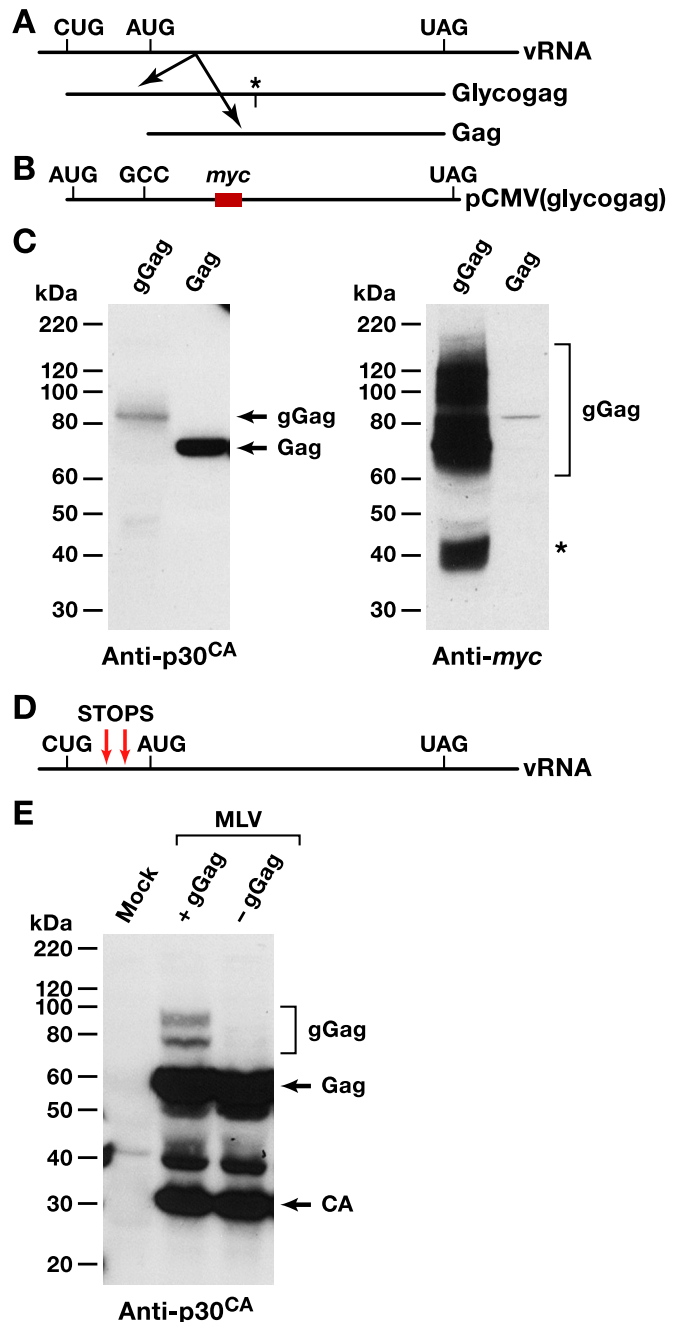 A
CUG AUG UAG
vRNA
*
Glycogag
Gag
B
AUG GCC myc UAG
pCMV(glycogag)
C
gGag Gag
kDa
220
120
100
80
60
50
40
30
gGag
Gag
Anti-p30CA
gGag Gag
kDa
220
120
100
80
60
50
40
30
gGag
*
Anti-myc
D
STOPS
CUG AUG UAG
vRNA
E
MLV
Mock + gGag – gGag
kDa
220
120
100
80
60
50
40
30
20
gGag
Gag
CA
Anti-p30CA